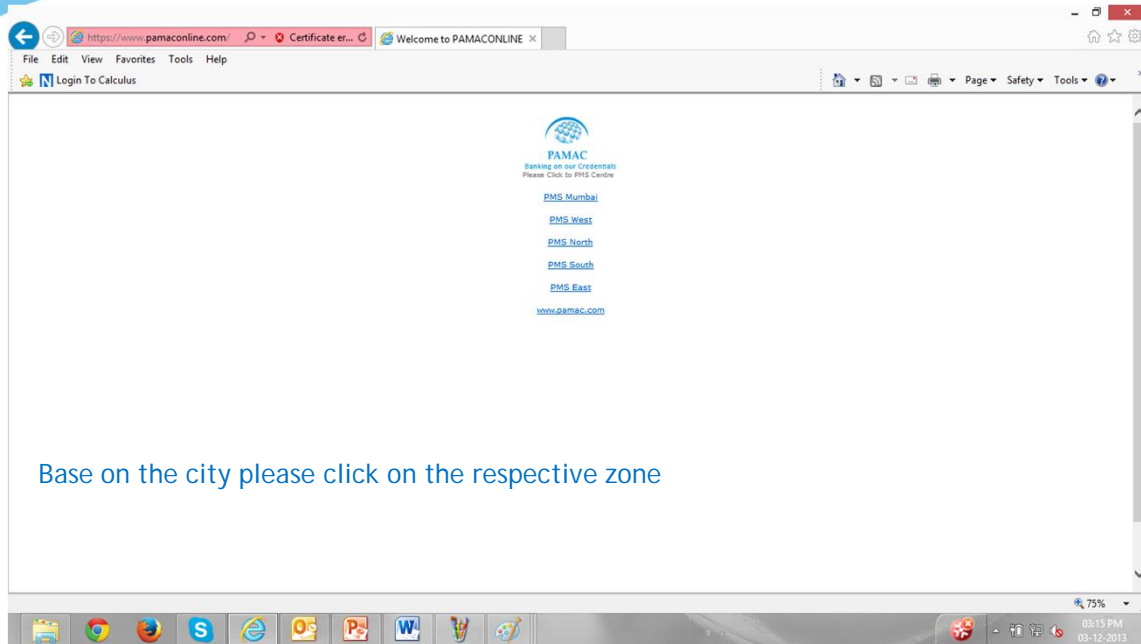 https://www.pamaconline.com/
Certificate er...
Welcome to PAMACONLINE
File Edit View Favorites Tools Help
Login To Calculus
Page Safety Tools
PAMAC
Banking on our Credentials
Please Click to PMS Centre
PMS Mumbai
PMS West
PMS North
PMS South
PMS East
www.pamac.com
Base on the city please click on the respective zone
75%
03:15 PM
03-12-2013